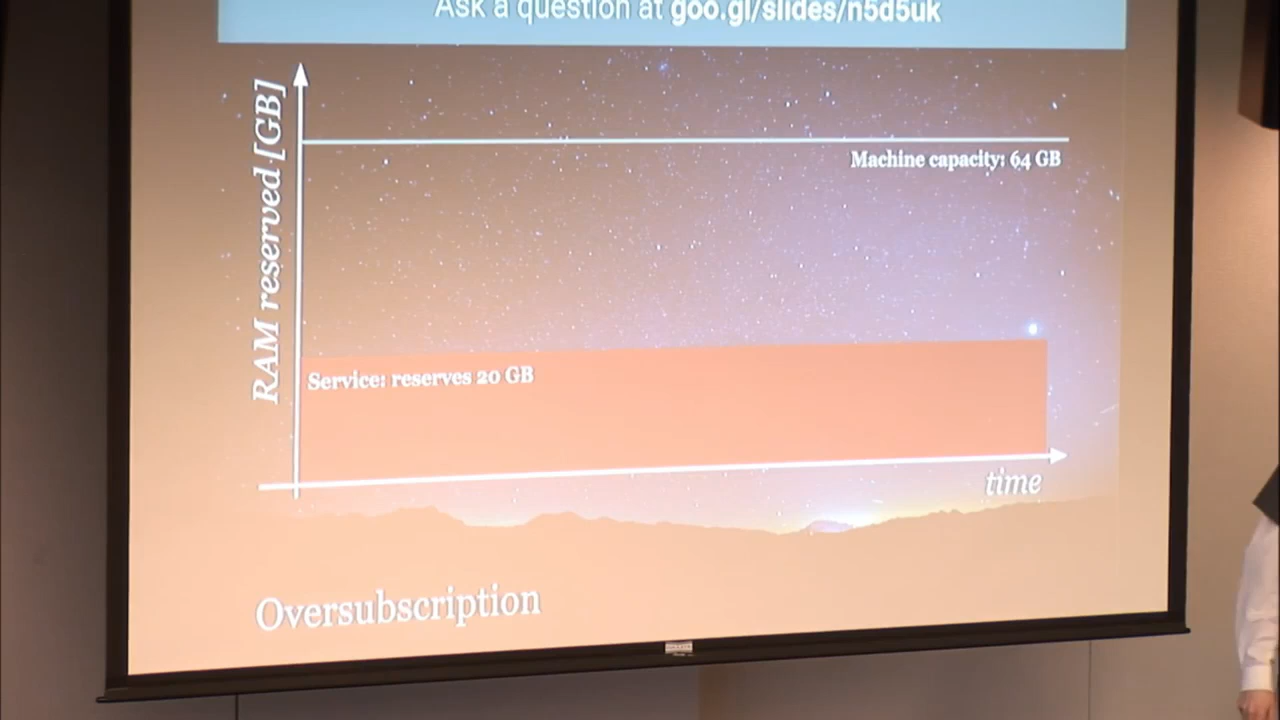 Ask a question at goo.gl/slides/n5d5uk
RAM reserved [GB]
Machine capacity: 64 GB
Service: reserves 20 GB
time
Oversubscription